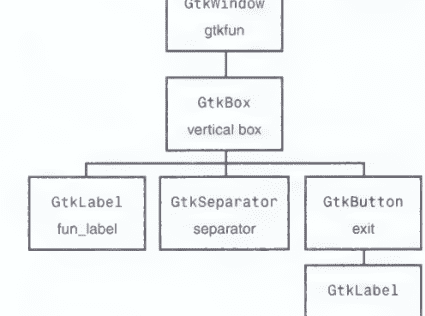 GtkWindow
gtkfun
GtkBox
vertical box
GtkLabel
fun_label
GtkSeparator
separator
GtkButton
exit
GtkLabel